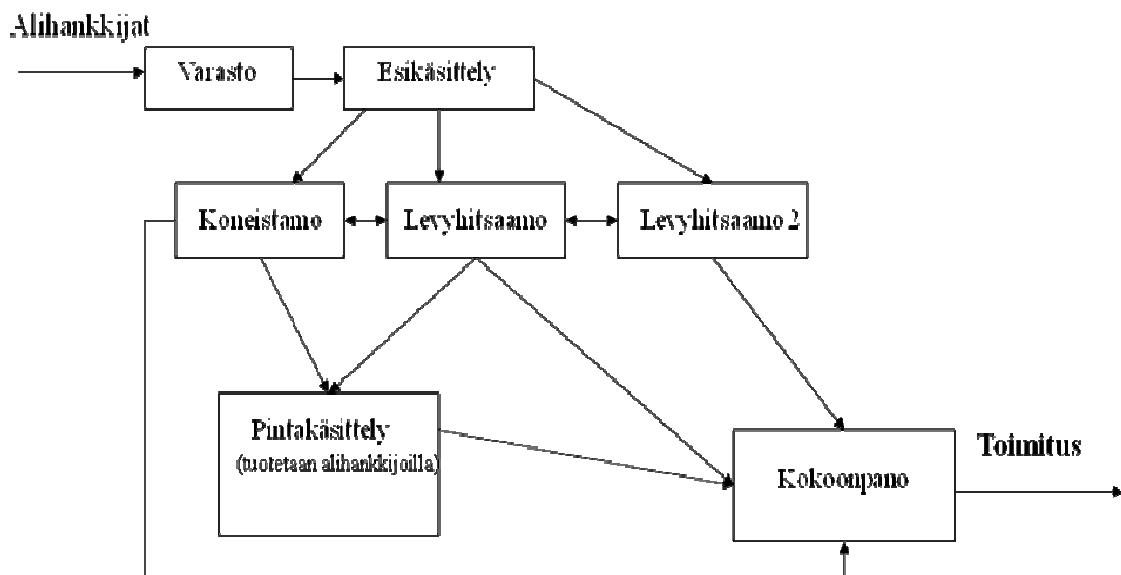 Alihankkijat
Varasto
Esikäsittely
Koneistamo
Levyhitsaamo
Levyhitsaamo 2
Pintakäsittely
(tuotetaan alihankkijoilla)
Kokoonpano
Toimitus